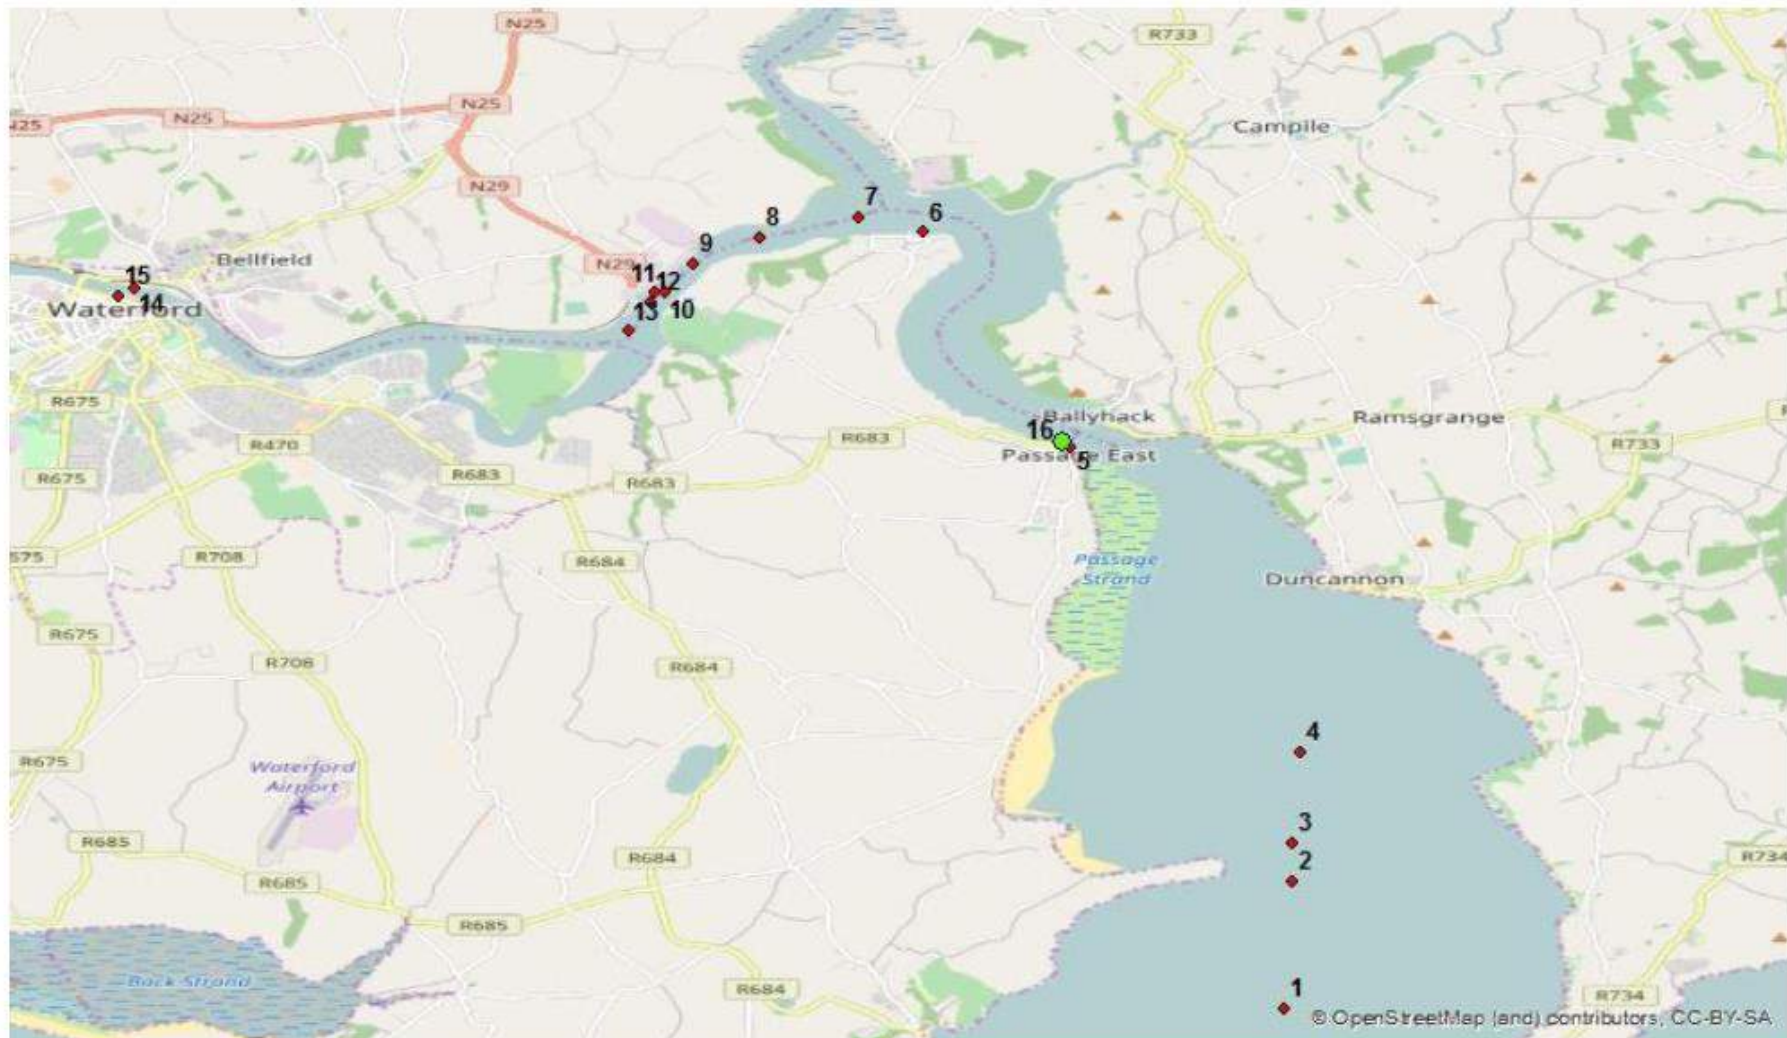 N25
R733
N25
N25
N25
Campile
N29
7
6
8
9
Bellfield
N29
11
12
15
14
Waterford
13
10
R675
Ballyhack
Ramsgrange
R470
R683
16
R733
Passage East
5
R675
R683
R683
R708
R684
Passage
Strand
Duncannon
R675
R708
R684
4
Waterford
Airport
R675
3
R685
R684
R734
2
R685
R685
Back Strand
R684
1
R734
© OpenStreetMap (and) contributors, CC-BY-SA